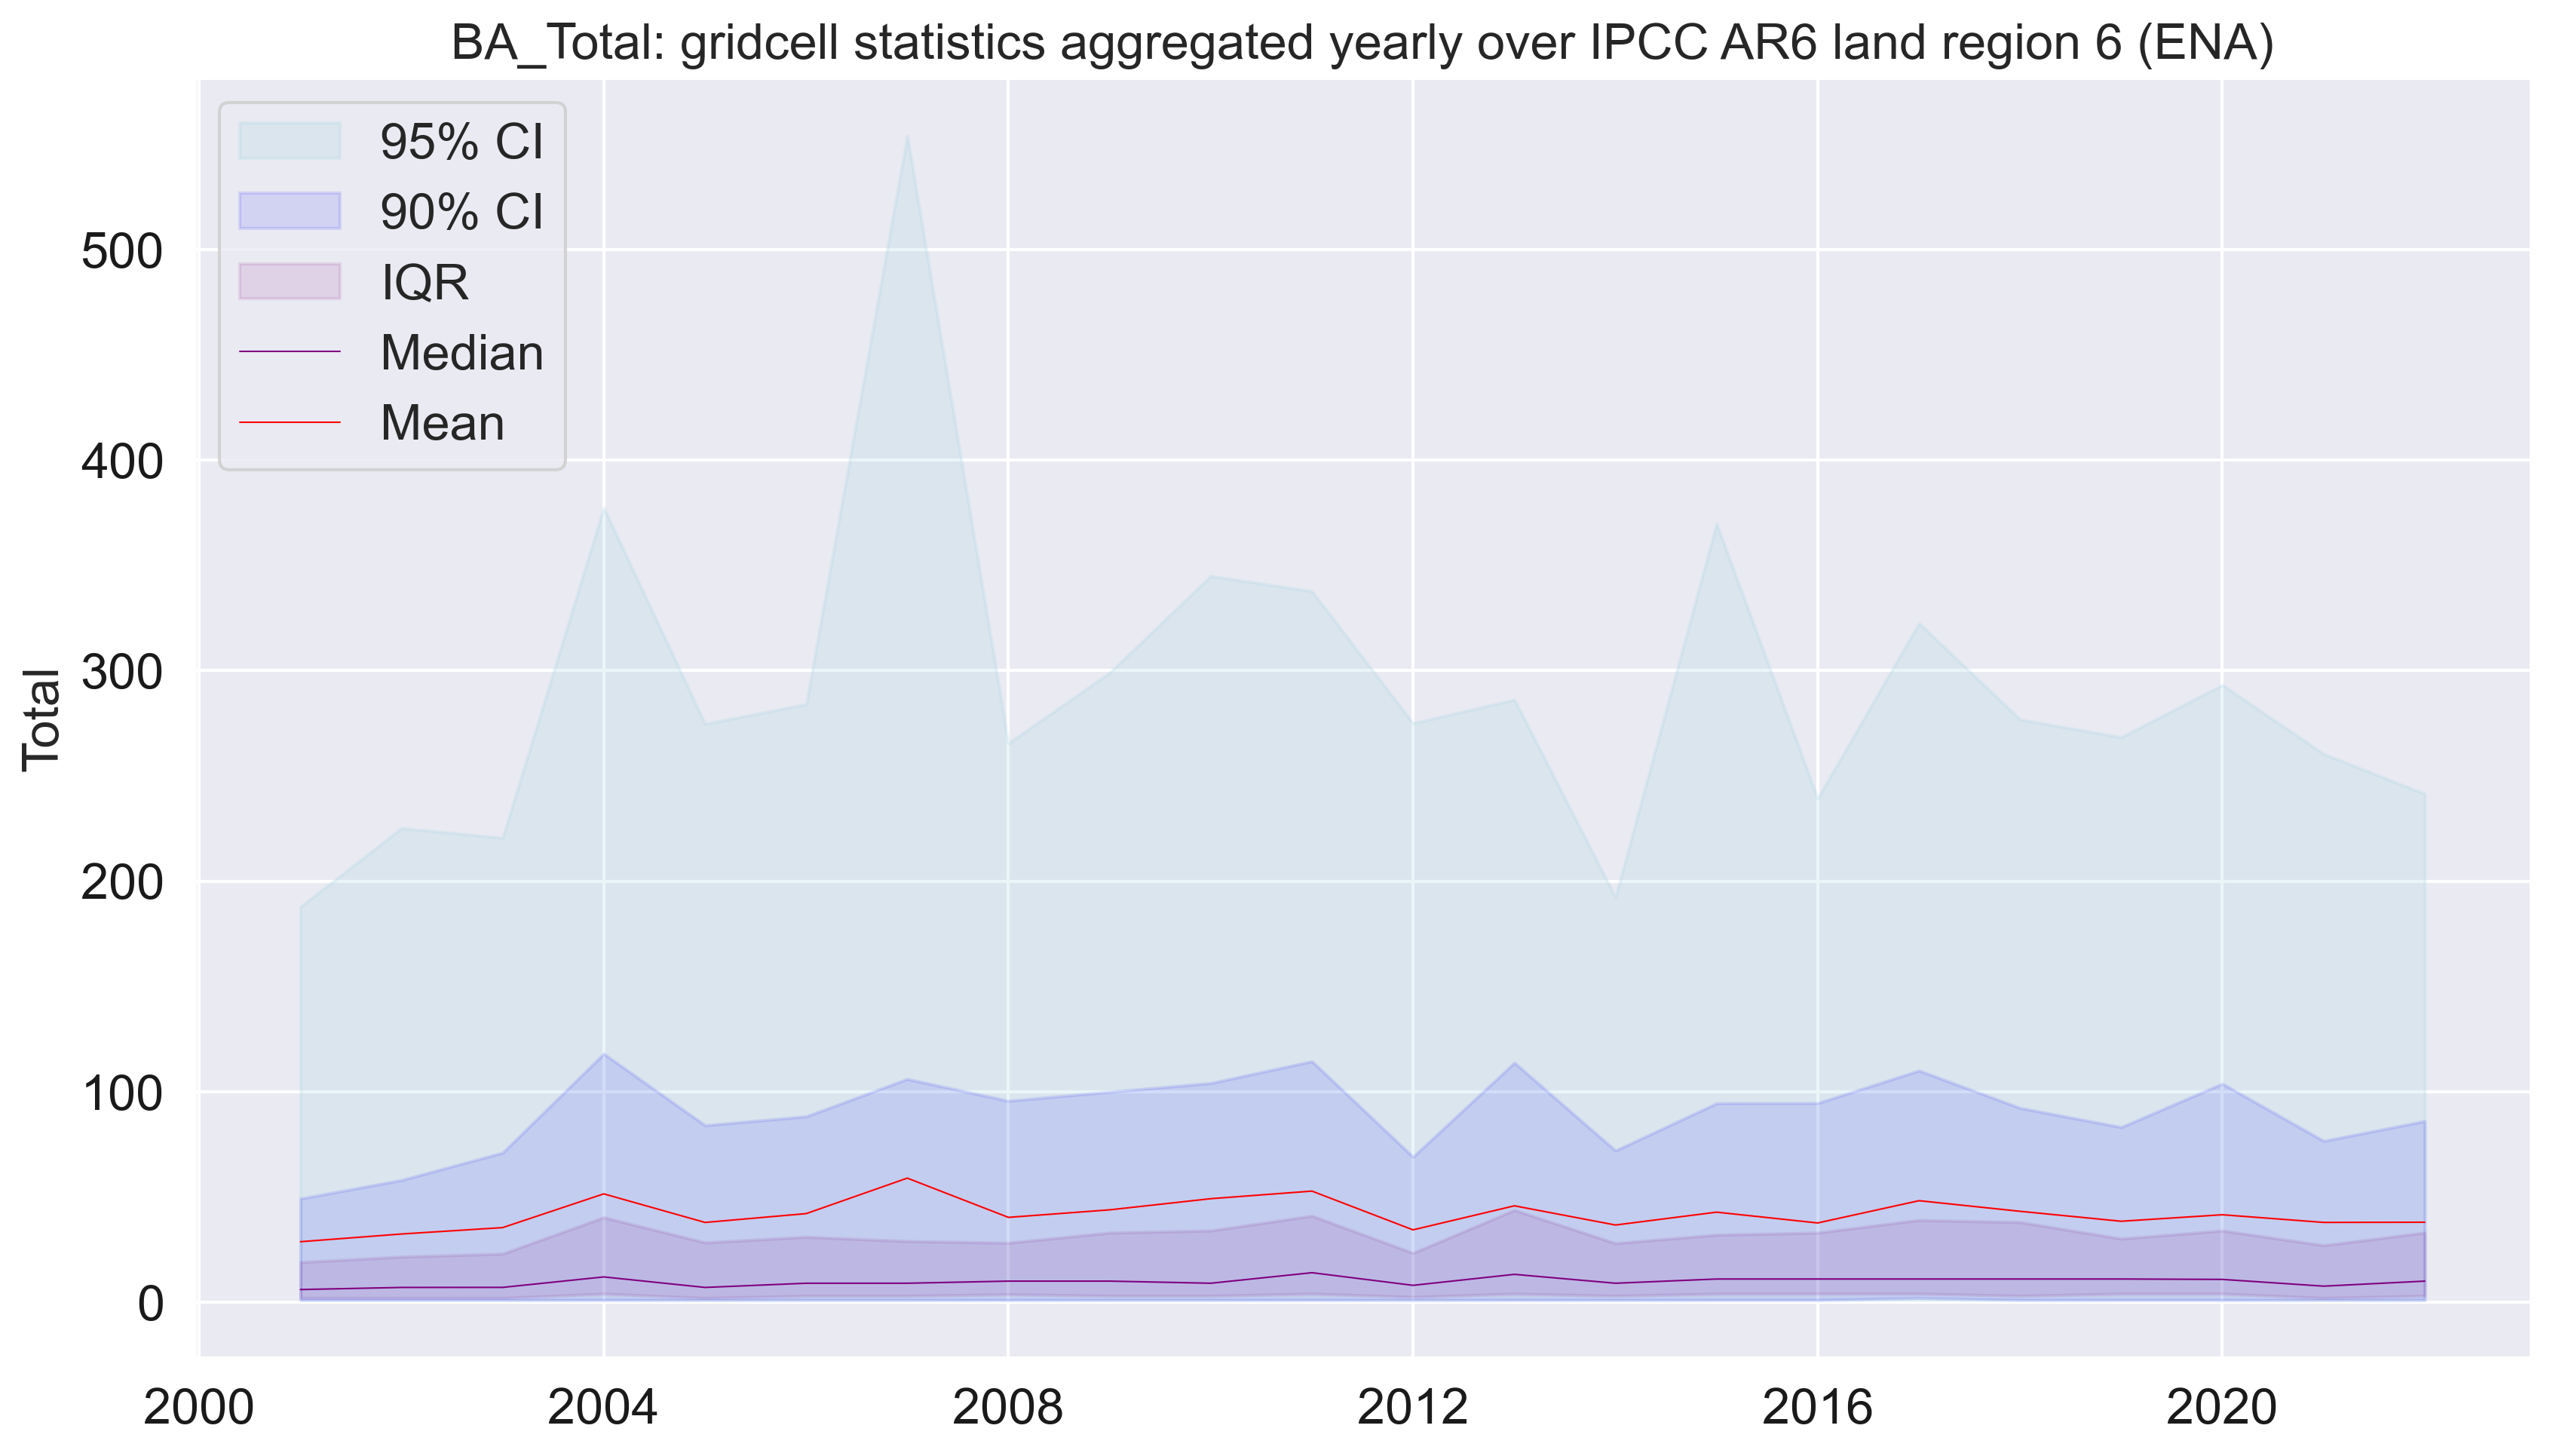 BA_Total: gridcell statistics aggregated yearly over IPCC AR6 land region 6 (ENA)
95% CI
90% CI
IQR
Median
Mean
Total
500
400
300
200
100
0
2000 2004 2008 2012 2016 2020